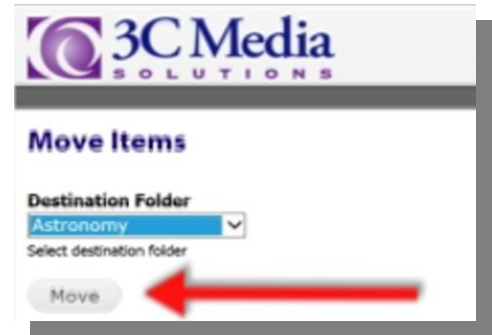 3C Media
SOLUTIONS
Move Items
Destination Folder
Astronomy
Select destination folder
Move